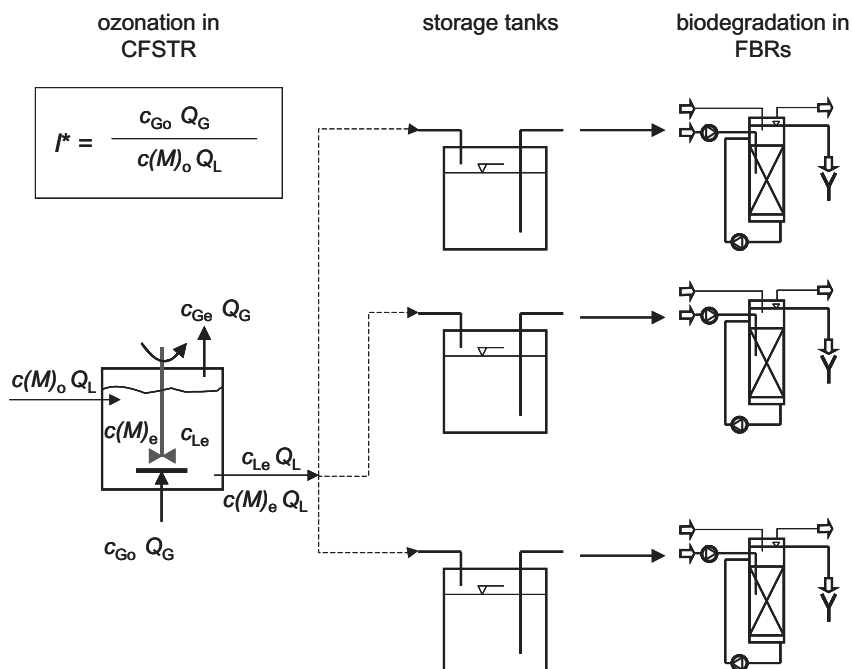 ozonation in
CFSTR
storage tanks
biodegradation in
FBRs
I* = c_Go Q_G
c(M)_o Q_L
c_Ge Q_G
c(M)_o Q_L
c(M)_e c_Le
c_Le Q_L
c(M)_e Q_L
c_Go Q_G